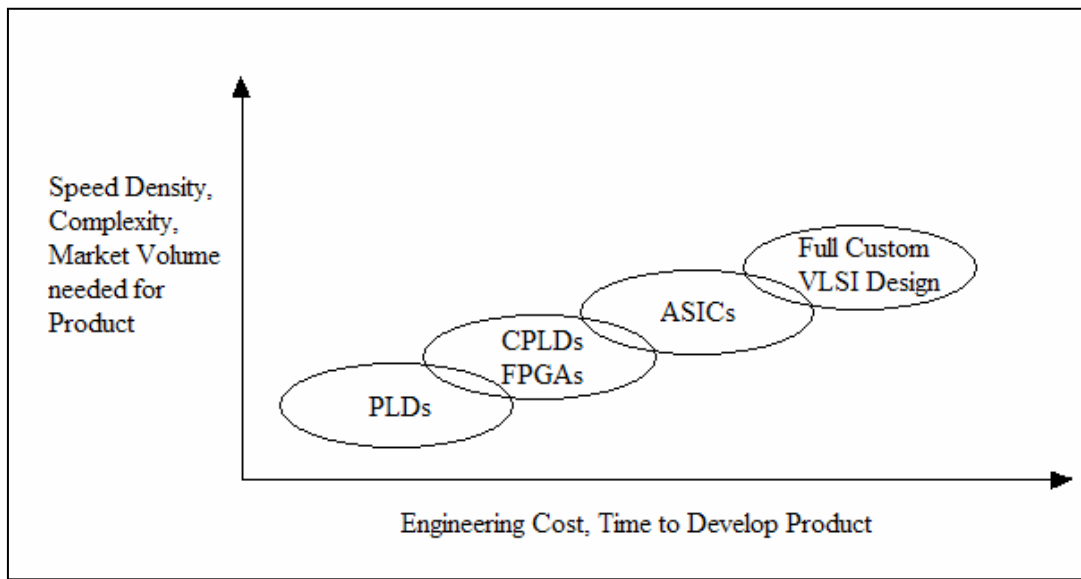 Speed Density,
Complexity,
Market Volume
needed for
Product
Full Custom
VLSI Design
ASICs
CPLDs
FPGAs
PLDs
Engineering Cost, Time to Develop Product